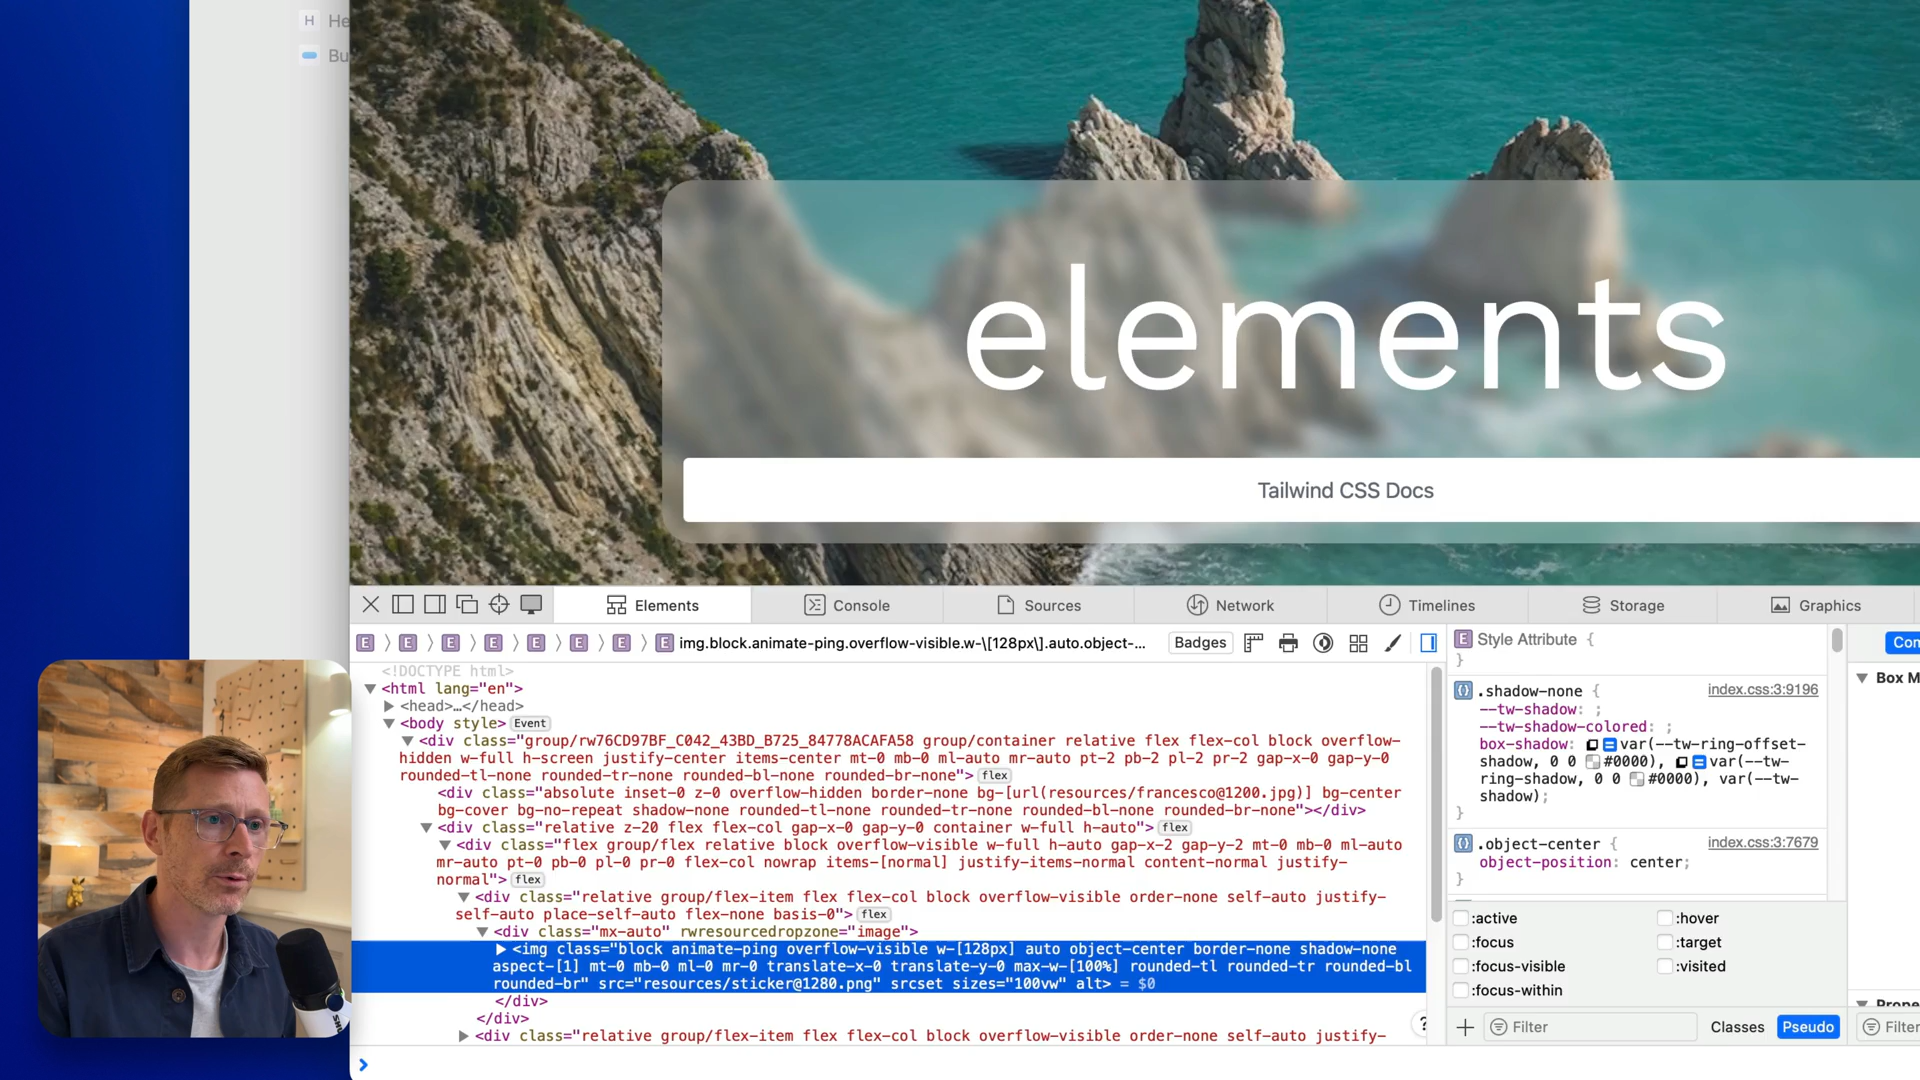 H He
Bu
elements
Tailwind CSS Docs
Elements
Console
Sources
Network
Timelines
Storage
Graphics
E 〉 E 〉 E 〉 E 〉 E 〉 E 〉 E 〉 E img.block.animate-ping.overflow-visible.w-\[128px\].auto.object-...
Badges
<!DOCTYPE html>
<html lang="en">
<head>…</head>
<body style> Event
<div class="group/rw76CD97BF_C042_43BD_B725_84778ACAFA58 group/container relative flex flex-col block overflow-
hidden w-full h-screen justify-center items-center mt-0 mb-0 ml-auto mr-auto pt-2 pb-2 pl-2 pr-2 gap-x-0 gap-y-0
rounded-tl-none rounded-tr-none rounded-bl-none rounded-br-none"> flex
<div class="absolute inset-0 z-0 overflow-hidden border-none bg-[url(resources/francesco@1200.jpg)] bg-center
bg-cover bg-no-repeat shadow-none rounded-tl-none rounded-tr-none rounded-bl-none rounded-br-none"></div>
<div class="relative z-20 flex flex-col gap-x-0 gap-y-0 container w-full h-auto"> flex
<div class="flex group/flex relative block overflow-visible w-full h-auto gap-x-2 gap-y-2 mt-0 mb-0 ml-auto
mr-auto pt-0 pb-0 pl-0 pr-0 flex-col nowrap items-[normal] justify-items-normal content-normal justify-
normal"> flex
<div class="relative group/flex-item flex flex-col block overflow-visible order-none self-auto justify-
self-auto place-self-auto flex-none basis-0"> flex
<div class="mx-auto" rwresourcedropzone="image">
<img class="block animate-ping overflow-visible w-[128px] auto object-center border-none shadow-none
aspect-[1] mt-0 mb-0 ml-0 mr-0 translate-x-0 translate-y-0 max-w-[100%] rounded-tl rounded-tr rounded-bl
rounded-br" src="resources/sticker@1280.png" srcset sizes="100vw" alt> = $0
</div>
</div>
<div class="relative group/flex-item flex flex-col block overflow-visible order-none self-auto justify-
?
E Style Attribute {
}
{} .shadow-none { index.css:3:9196
--tw-shadow: ;
--tw-shadow-colored: ;
box-shadow: var(--tw-ring-offset-
shadow, 0 0 #0000), var(--tw-
ring-shadow, 0 0 #0000), var(--tw-
shadow);
}
{} .object-center { index.css:3:7679
object-position: center;
}
:active :hover
:focus :target
:focus-visible :visited
:focus-within
Filter
Classes
Pseudo
Box M
Filter